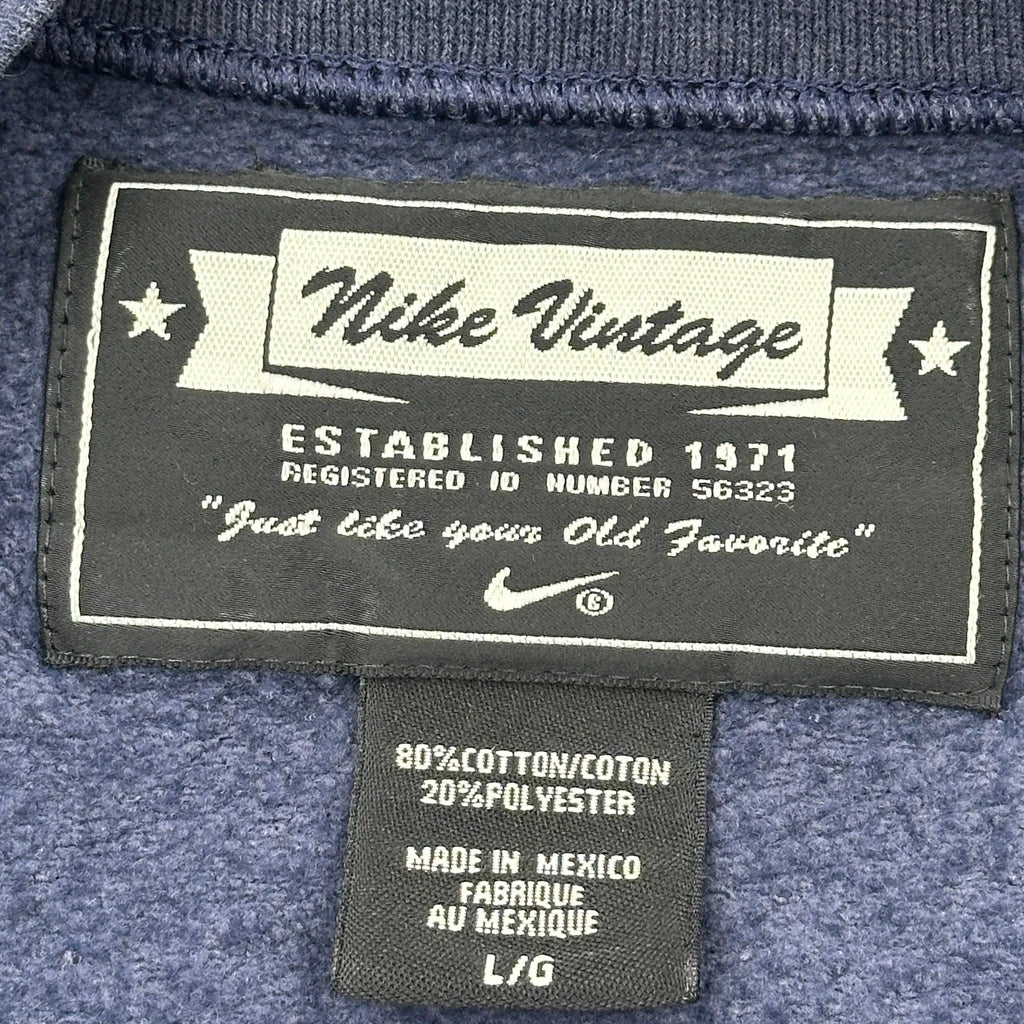 Nike Vintage
ESTABLISHED 1971
REGISTERED ID NUMBER 56323
"Just like your Old Favorite"
80%COTTON/COTON
20%POLYESTER
MADE IN MEXICO
FABRIQUE
AU MEXIQUE
L/G